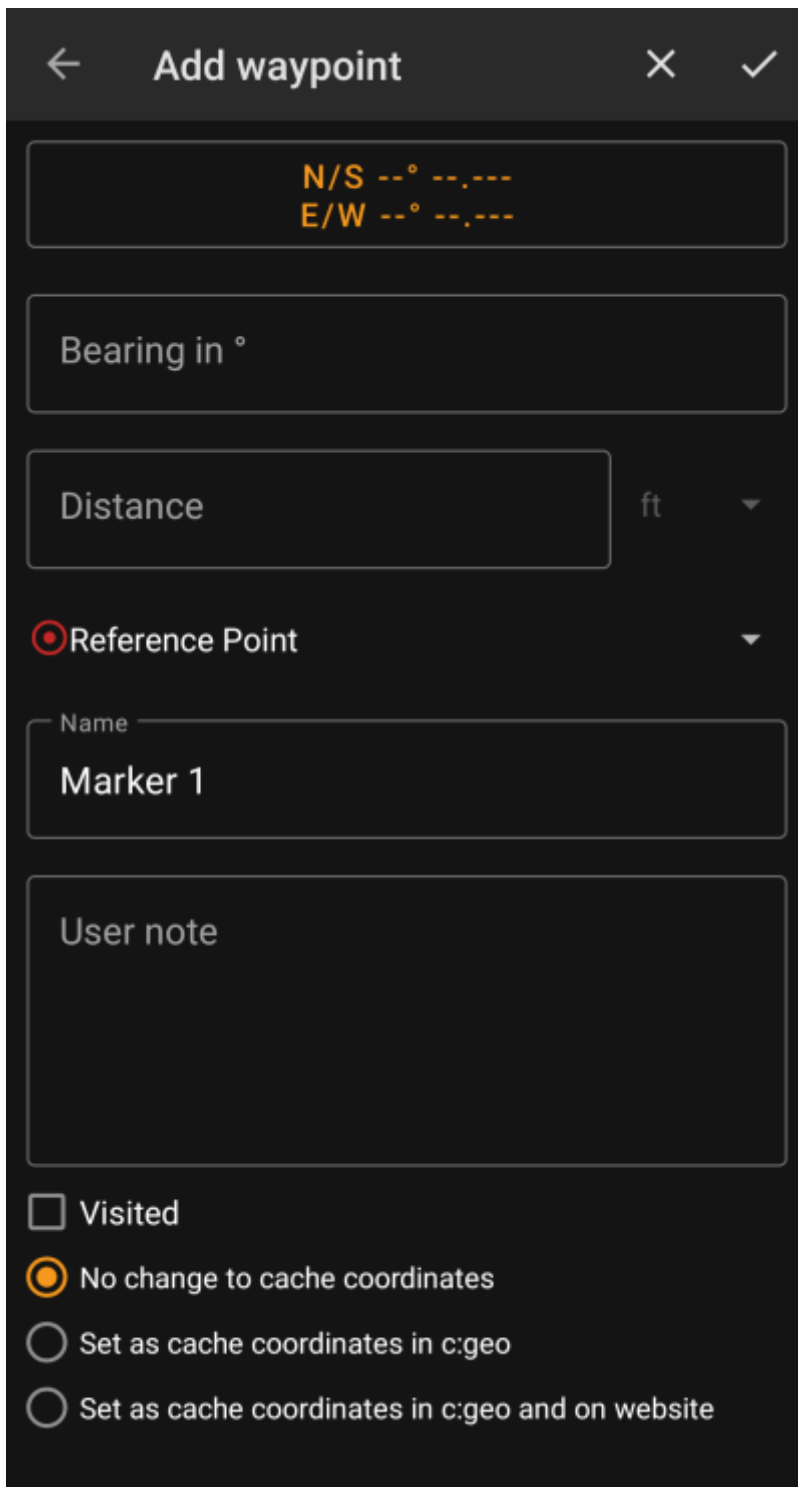 Add waypoint
N/S --° --.---
E/W --° --.---
Bearing in °
Distance
ft
Reference Point
Name
Marker 1
User note
Visited
No change to cache coordinates
Set as cache coordinates in c:geo
Set as cache coordinates in c:geo and on website